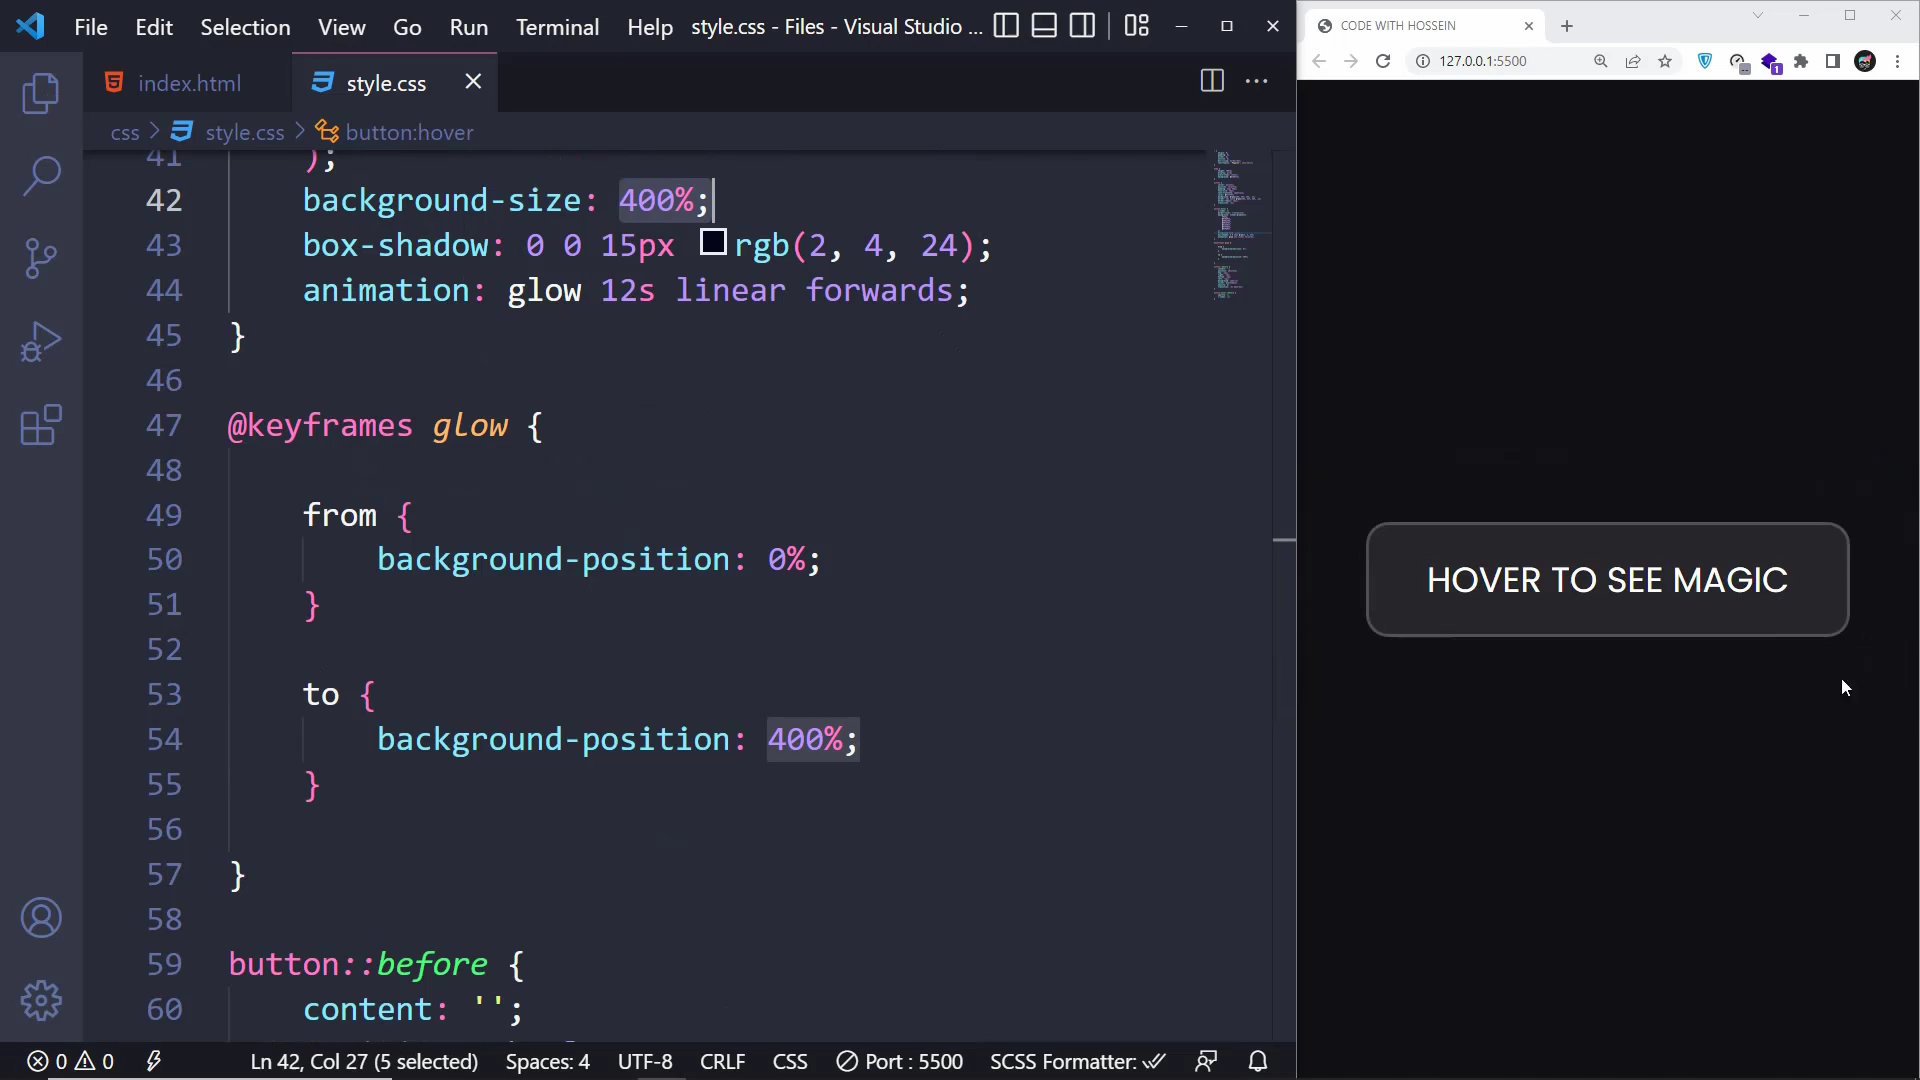 File Edit Selection View Go Run Terminal Help style.css - Files - Visual Studio ...
index.html style.css
css > style.css > button:hover
41 );
42 background-size: 400%;
43 box-shadow: 0 0 15px rgb(2, 4, 24);
44 animation: glow 12s linear forwards;
45 }
46
47 @keyframes glow {
48
49 from {
50 background-position: 0%;
51 }
52
53 to {
54 background-position: 400%;
55 }
56
57 }
58
59 button::before {
60 content: '';
0 0 Ln 42, Col 27 (5 selected) Spaces: 4 UTF-8 CRLF CSS Port : 5500 SCSS Formatter:
CODE WITH HOSSEIN
127.0.0.1:5500
1
HOVER TO SEE MAGIC